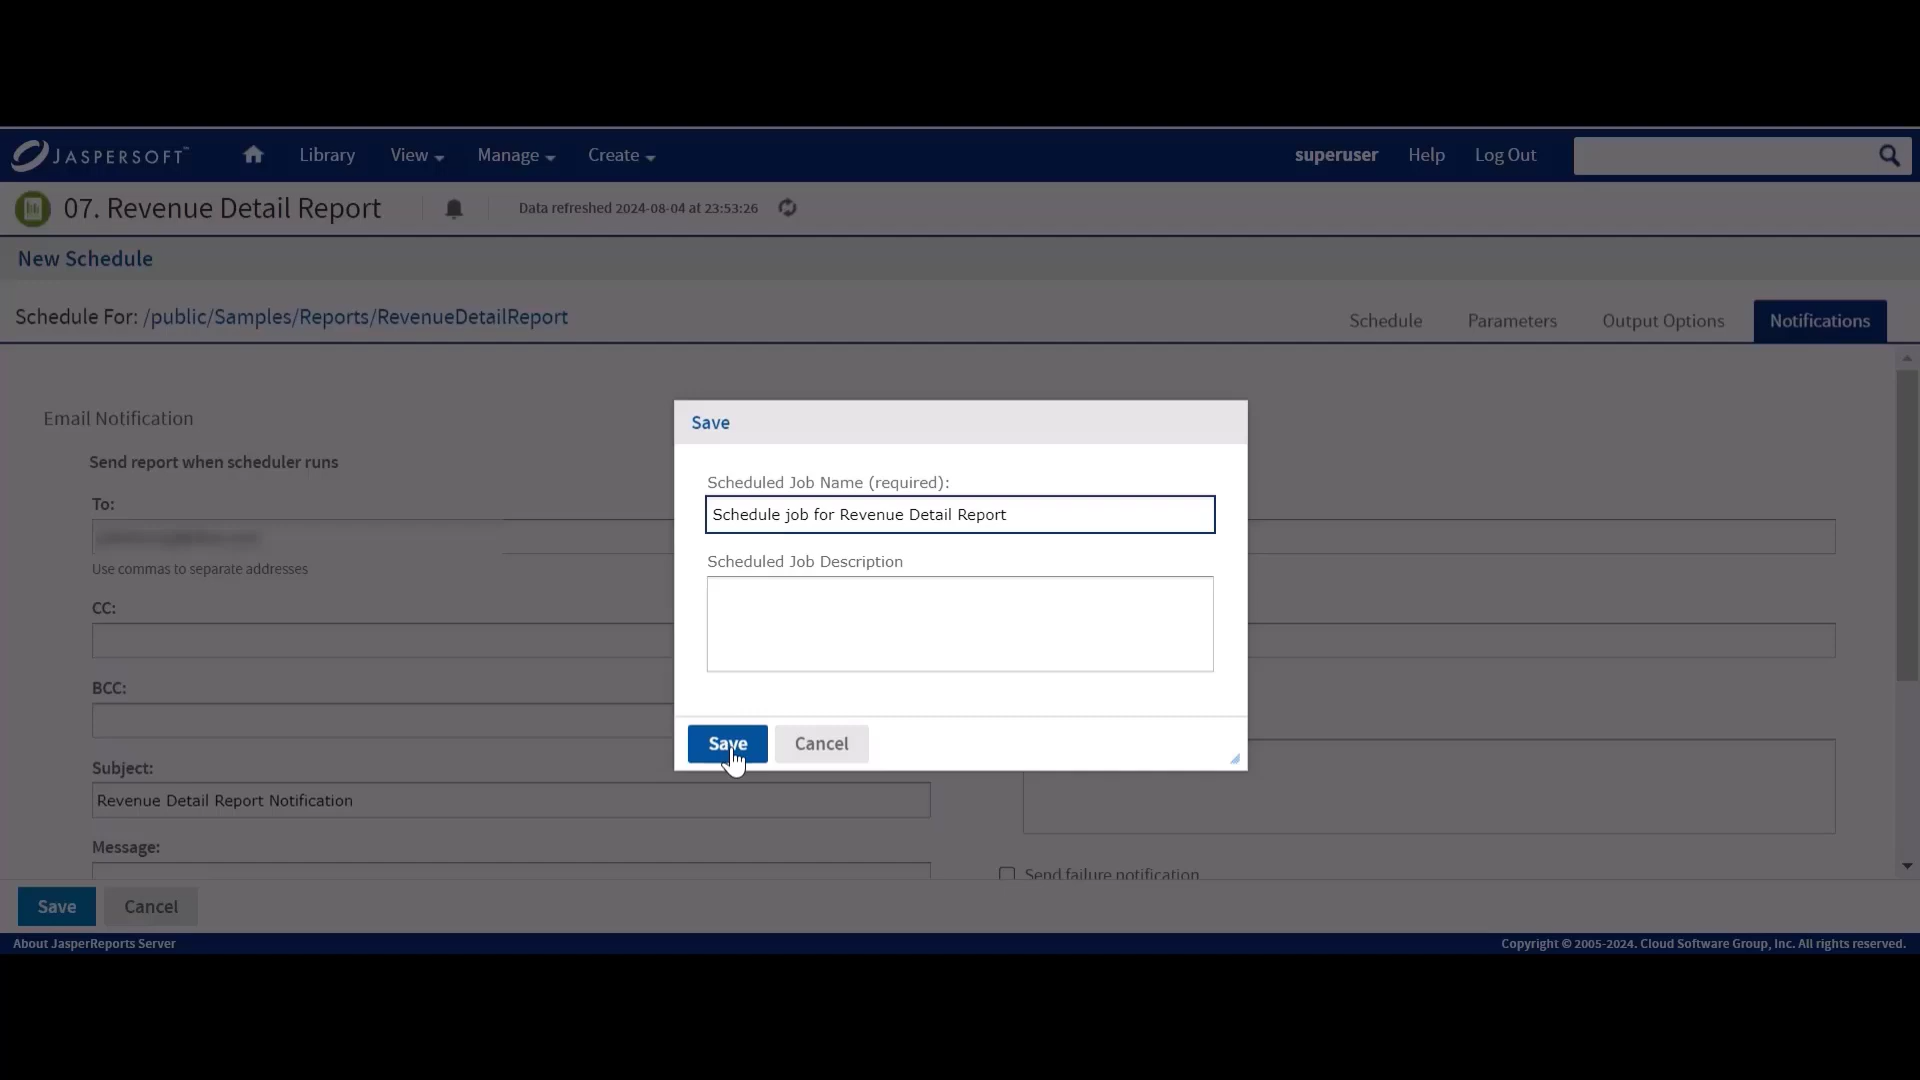 JASPERSOFT™ Library View Manage Create superuser Help Log Out
07. Revenue Detail Report Data refreshed 2024-08-04 at 23:53:26
New Schedule
Schedule For: /public/Samples/Reports/RevenueDetailReport Schedule Parameters Output Options Notifications
Email Notification
Send report when scheduler runs
To:
Use commas to separate addresses
CC:
BCC:
Subject:
Revenue Detail Report Notification
Message:
Send failure notification
Save
Scheduled Job Name (required):
Schedule job for Revenue Detail Report
Scheduled Job Description
Save Cancel
Save Cancel
About JasperReports Server Copyright © 2005-2024. Cloud Software Group, Inc. All rights reserved.